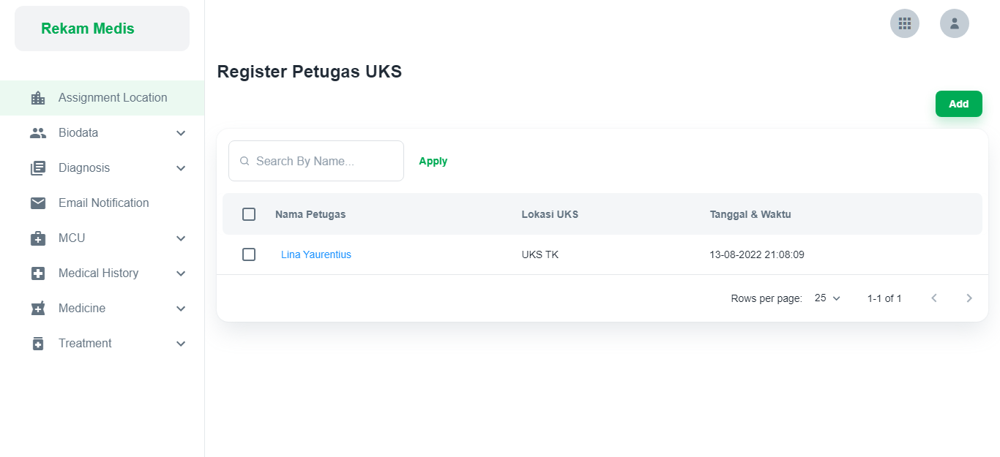 Rekam Medis
Assignment Location
Biodata
Diagnosis
Email Notification
MCU
Medical History
Medicine
Treatment
Register Petugas UKS
Add
Search By Name...
Apply
Nama Petugas Lokasi UKS Tanggal & Waktu
Lina Yaurentius UKS TK 13-08-2022 21:08:09
Rows per page: 25 1-1 of 1